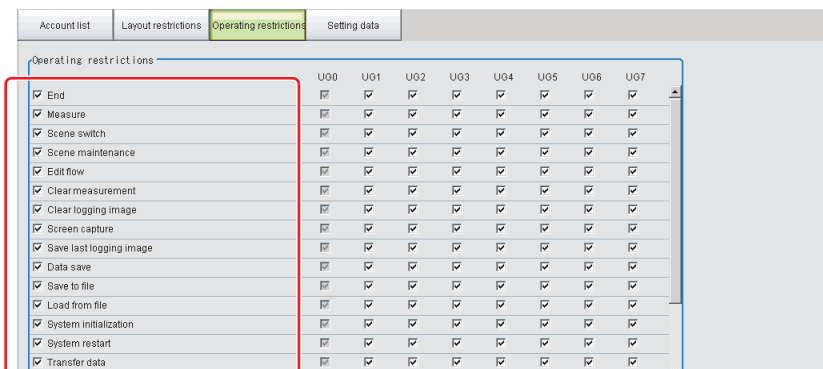 Account list Layout restrictions Operating restrictions Setting data
Operating restrictions
UG0 UG1 UG2 UG3 UG4 UG5 UG6 UG7
End
Measure
Scene switch
Scene maintenance
Edit flow
Clear measurement
Clear logging image
Screen capture
Save last logging image
Data save
Save to file
Load from file
System initialization
System restart
Transfer data